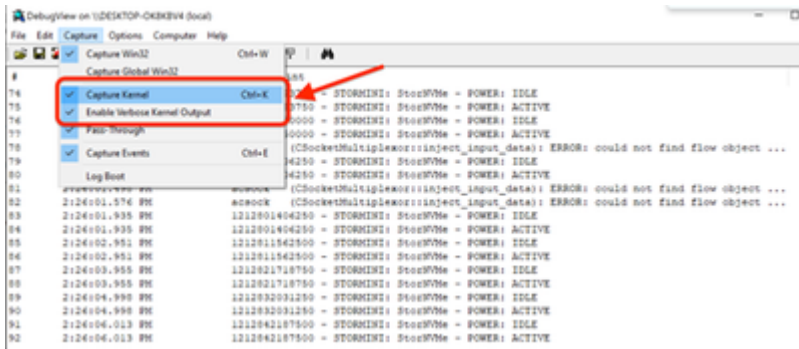 DebugView on \\DESKTOP-OK8KBV4 (local)
File Edit Capture Options Computer Help
Capture Win32 Ctrl+W
Capture Global Win32
#
74 - STORMINI: StorNVMe - POWER: IDLE
Capture Kernel Ctrl+K
75 3750 - STORMINI: StorNVMe - POWER: ACTIVE
76 0000 - STORMINI: StorNVMe - POWER: IDLE
Enable Verbose Kernel Output
77 0000 - STORMINI: StorNVMe - POWER: ACTIVE
Pass-Through
78 (CSocketMultiplexor::inject_input_data): ERROR: could not find flow object ...
Capture Events Ctrl+E
79 6250 - STORMINI: StorNVMe - POWER: IDLE
80 6250 - STORMINI: StorNVMe - POWER: ACTIVE
Log Boot
81 acsock (CSocketMultiplexor::inject_input_data): ERROR: could not find flow object ...
82 2:26:01.576 PM acsock (CSocketMultiplexor::inject_input_data): ERROR: could not find flow object ...
83 2:26:01.935 PM 1212801406250 - STORMINI: StorNVMe - POWER: IDLE
84 2:26:01.935 PM 1212801406250 - STORMINI: StorNVMe - POWER: ACTIVE
85 2:26:02.951 PM 1212811562500 - STORMINI: StorNVMe - POWER: IDLE
86 2:26:02.951 PM 1212811562500 - STORMINI: StorNVMe - POWER: ACTIVE
87 2:26:03.955 PM 1212821718750 - STORMINI: StorNVMe - POWER: IDLE
88 2:26:03.955 PM 1212821718750 - STORMINI: StorNVMe - POWER: ACTIVE
89 2:26:04.998 PM 1212832031250 - STORMINI: StorNVMe - POWER: IDLE
90 2:26:04.998 PM 1212832031250 - STORMINI: StorNVMe - POWER: ACTIVE
91 2:26:06.013 PM 1212842187500 - STORMINI: StorNVMe - POWER: IDLE
92 2:26:06.013 PM 1212842187500 - STORMINI: StorNVMe - POWER: ACTIVE